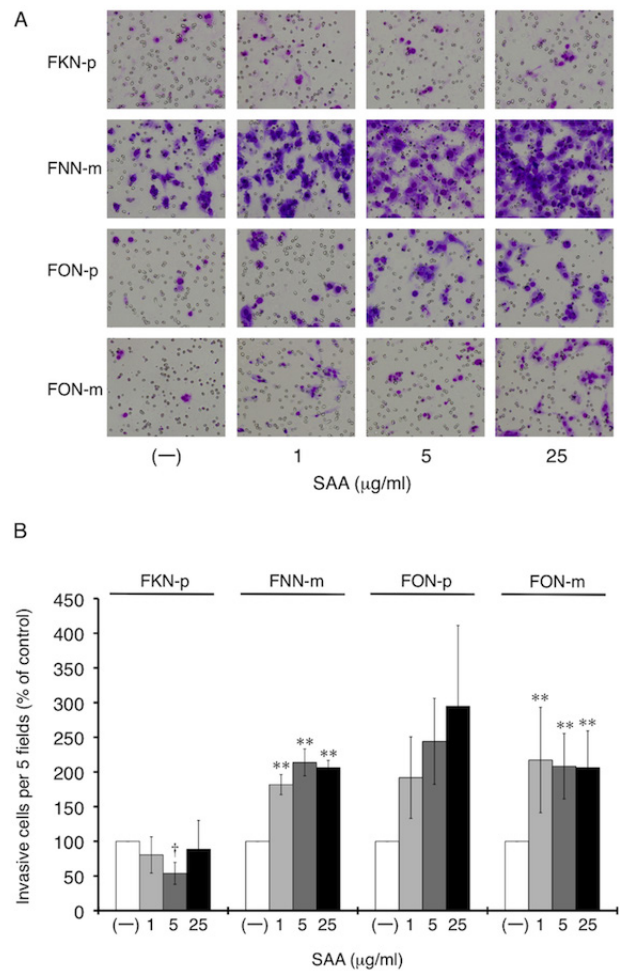 A
FKN-p
FNN-m
FON-p
FON-m
(—) 1 5 25
SAA (μg/ml)
B
FKN-p FNN-m FON-p FON-m
Invasive cells per 5 fields (% of control)
450
400
350
300
250
200
150
100
50
0
† ** ** ** ** ** **
(—) 1 5 25 (—) 1 5 25 (—) 1 5 25 (—) 1 5 25
SAA (μg/ml)